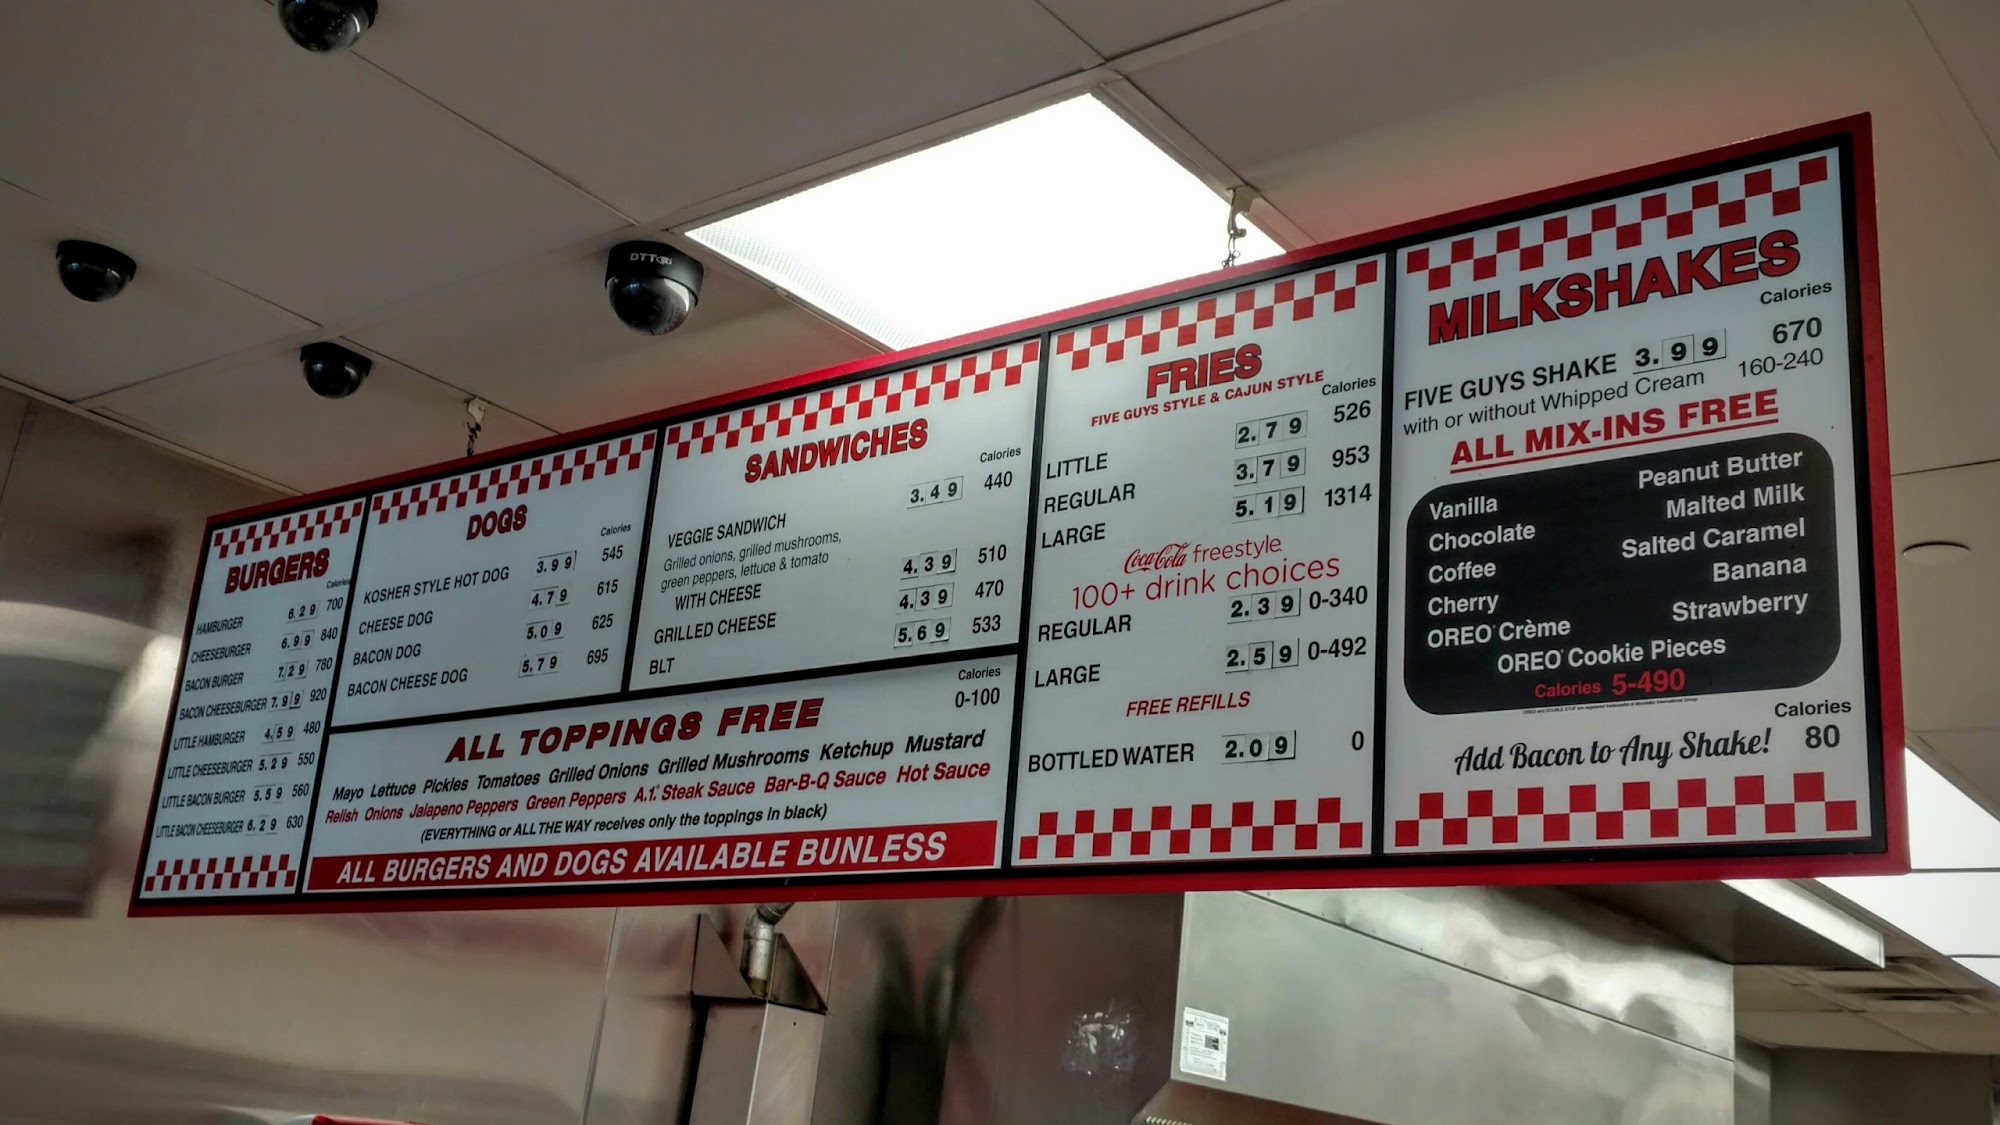 DTT
BURGERS
Calories
HAMBURGER 6.29 700
CHEESEBURGER 6.99 840
BACON BURGER 7.29 780
BACON CHEESEBURGER 7.99 920
LITTLE HAMBURGER 4.59 480
LITTLE CHEESEBURGER 5.29 550
LITTLE BACON BURGER 5.59 560
LITTLE BACON CHEESEBURGER 6.29 630
DOGS
Calories
KOSHER STYLE HOT DOG 3.99 545
CHEESE DOG 4.79 615
BACON DOG 5.09 625
BACON CHEESE DOG 5.79 695
SANDWICHES
Calories
VEGGIE SANDWICH 3.49 440
Grilled onions, grilled mushrooms,
green peppers, lettuce & tomato
WITH CHEESE 4.39 510
GRILLED CHEESE 4.39 470
BLT 5.69 533
ALL TOPPINGS FREE
Calories
0-100
Mayo Lettuce Pickles Tomatoes Grilled Onions Grilled Mushrooms Ketchup Mustard
Relish Onions Jalapeno Peppers Green Peppers A.1.® Steak Sauce Bar-B-Q Sauce Hot Sauce
(EVERYTHING or ALL THE WAY receives only the toppings in black)
ALL BURGERS AND DOGS AVAILABLE BUNLESS
FRIES
FIVE GUYS STYLE & CAJUN STYLE
Calories
LITTLE 2.79 526
REGULAR 3.79 953
LARGE 5.19 1314
Coca-Cola freestyle
100+ drink choices
REGULAR 2.39 0-340
LARGE 2.59 0-492
FREE REFILLS
BOTTLED WATER 2.09 0
MILKSHAKES
Calories
FIVE GUYS SHAKE 3.99 670
with or without Whipped Cream 160-240
ALL MIX-INS FREE
Vanilla Peanut Butter
Chocolate Malted Milk
Coffee Salted Caramel
Cherry Banana
OREO® Crème Strawberry
OREO® Cookie Pieces
Calories 5-490
Calories
Add Bacon to Any Shake! 80